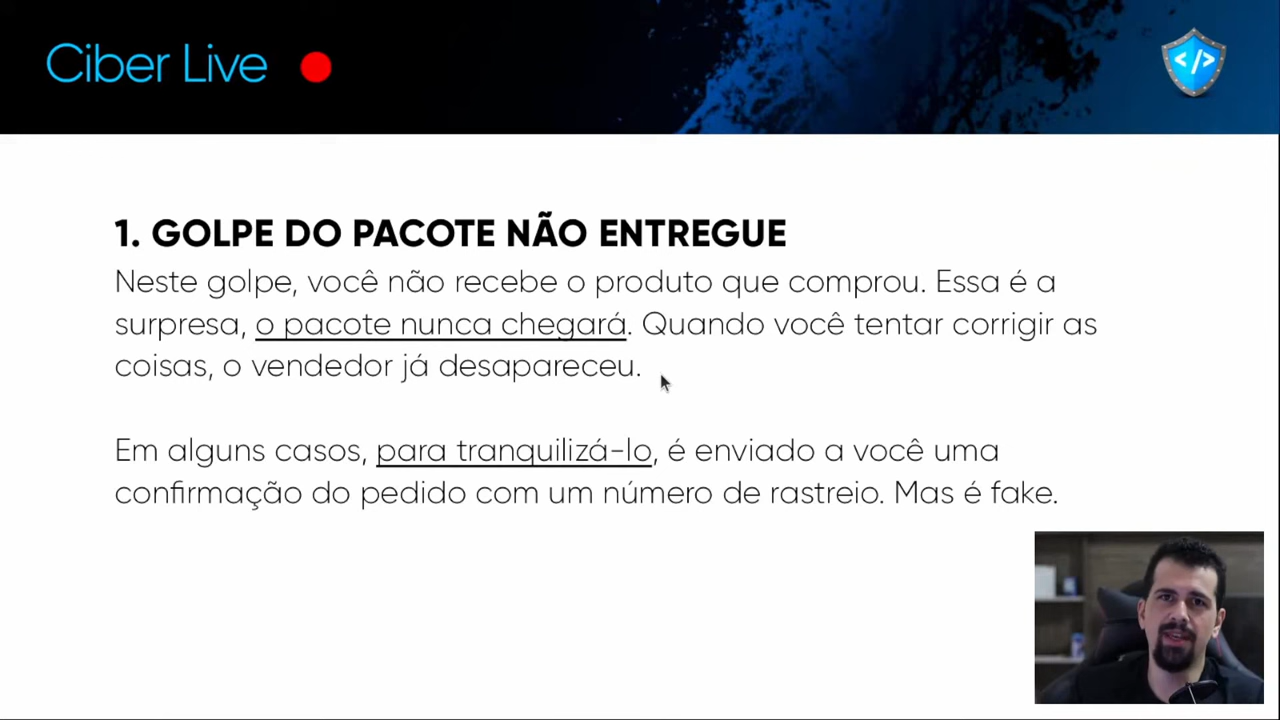 Ciber Live
</>
1. GOLPE DO PACOTE NÃO ENTREGUE
Neste golpe, você não recebe o produto que comprou. Essa é a
surpresa, o pacote nunca chegará. Quando você tentar corrigir as
coisas, o vendedor já desapareceu.
Em alguns casos, para tranquilizá-lo, é enviado a você uma
confirmação do pedido com um número de rastreio. Mas é fake.